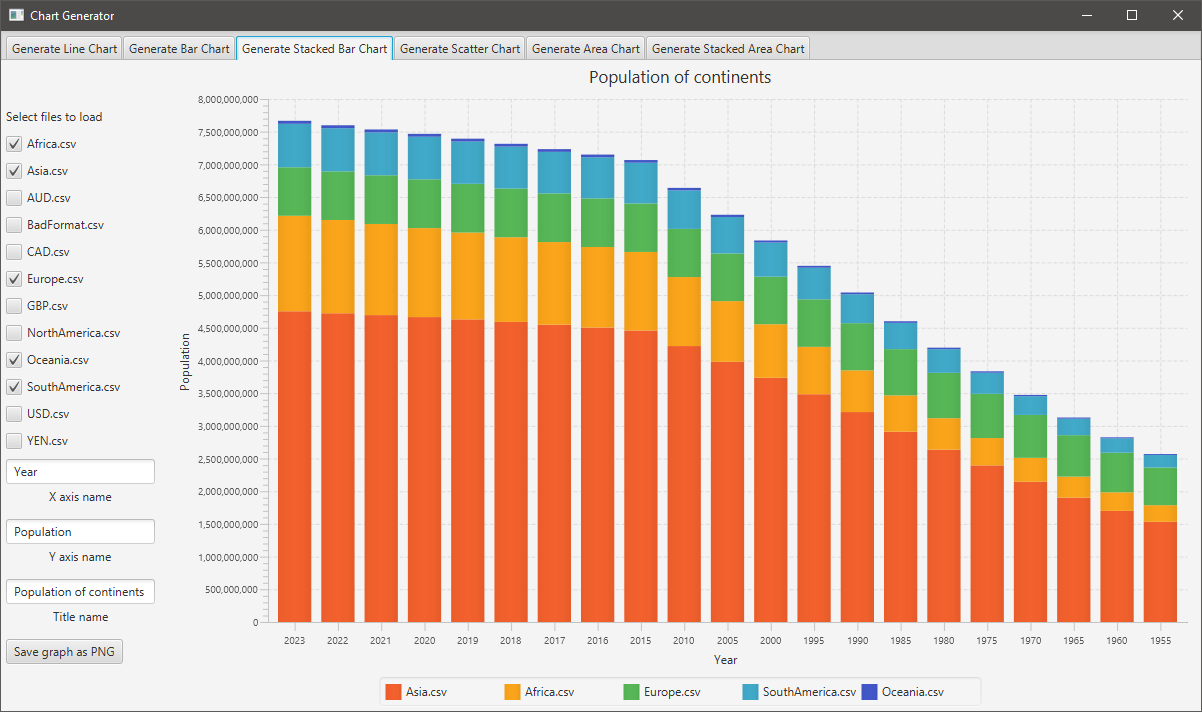 Chart Generator
Generate Line Chart
Generate Bar Chart
Generate Stacked Bar Chart
Generate Scatter Chart
Generate Area Chart
Generate Stacked Area Chart
Select files to load
Africa.csv
Asia.csv
AUD.csv
BadFormat.csv
CAD.csv
Europe.csv
GBP.csv
NorthAmerica.csv
Oceania.csv
SouthAmerica.csv
USD.csv
YEN.csv
Year
X axis name
Population
Y axis name
Population of continents
Title name
Save graph as PNG
Population of continents
Population
8,000,000,000
7,500,000,000
7,000,000,000
6,500,000,000
6,000,000,000
5,500,000,000
5,000,000,000
4,500,000,000
4,000,000,000
3,500,000,000
3,000,000,000
2,500,000,000
2,000,000,000
1,500,000,000
1,000,000,000
500,000,000
0
2023 2022 2021 2020 2019 2018 2017 2016 2015 2010 2005 2000 1995 1990 1985 1980 1975 1970 1965 1960 1955
Year
Asia.csv Africa.csv Europe.csv SouthAmerica.csv Oceania.csv